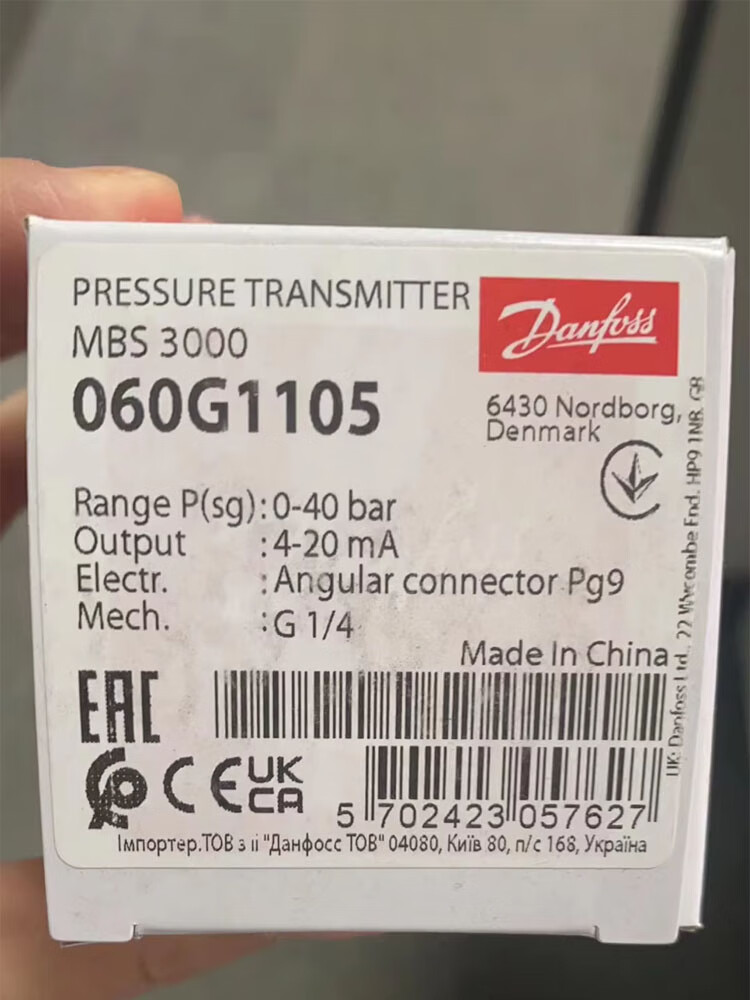 PRESSURE TRANSMITTER
MBS 3000
060G1105
Danfoss
6430 Nordborg,
Denmark
Range P(sg): 0-40 bar
Output : 4-20 mA
Electr. : Angular connector Pg9
Mech. : G 1/4
Made In China
UK: Danfoss Ltd., 22 Wycombe End. HP9 1NB. GB
EAC
CE UK
CA
5 702423 057627
Імпортер.ТОВ з іі "Данфосс ТОВ" 04080, Київ 80, п/с 168, Україна